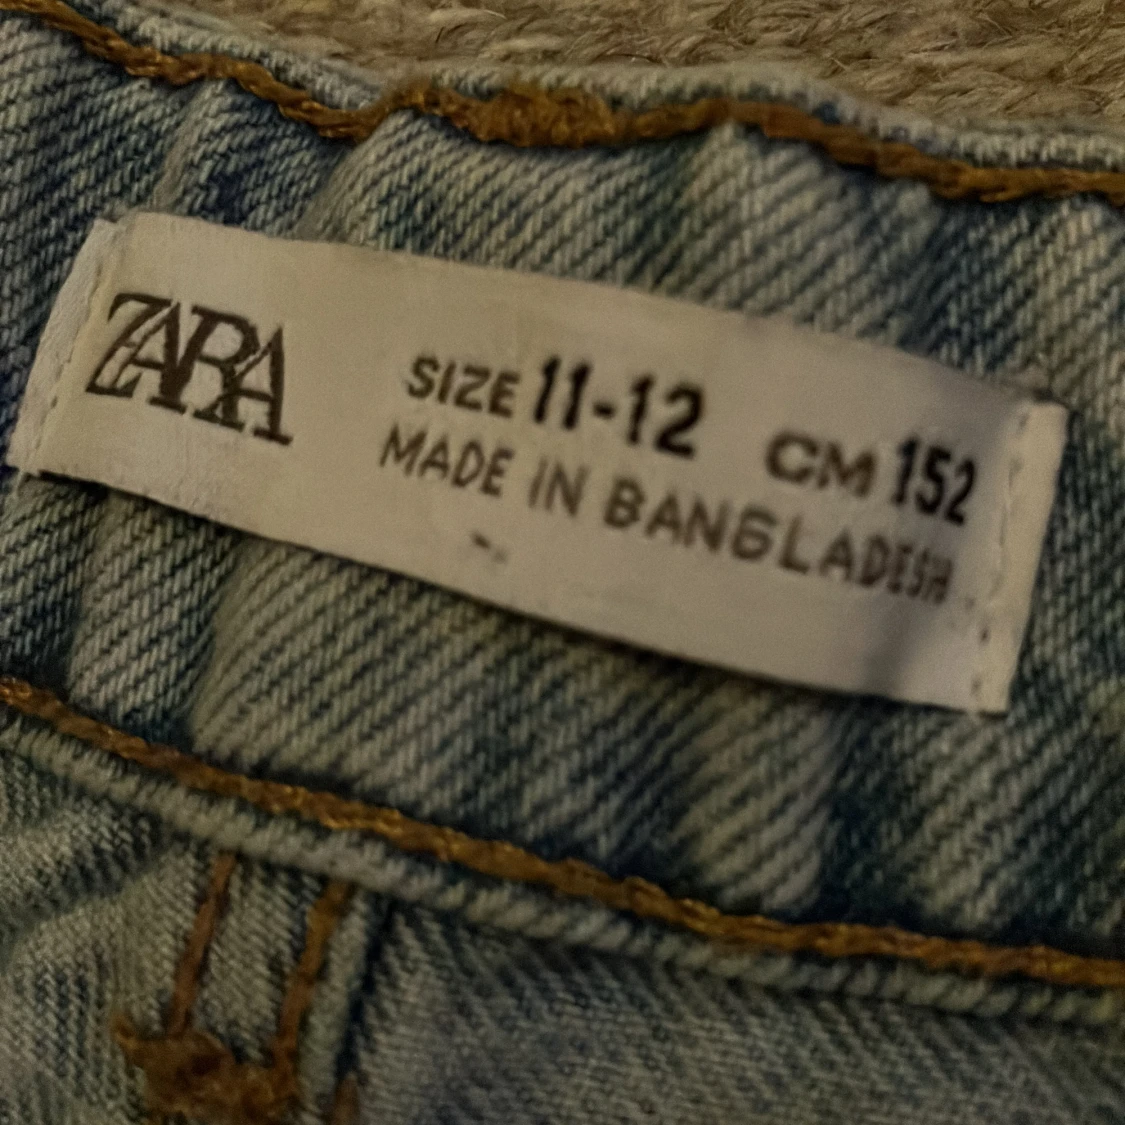 ZARA
SIZE 11-12 CM 152
MADE IN BANGLADESH